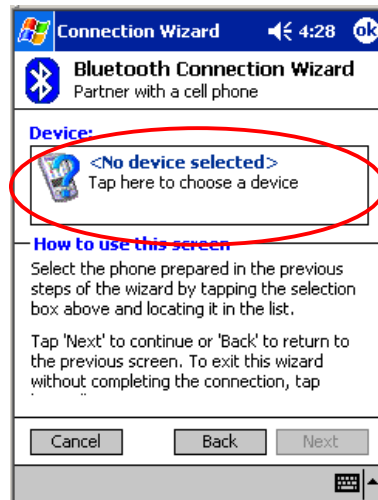 Connection Wizard 4:28 ok
Bluetooth Connection Wizard
Partner with a cell phone
Device:
<No device selected>
Tap here to choose a device
How to use this screen
Select the phone prepared in the previous
steps of the wizard by tapping the selection
box above and locating it in the list.
Tap 'Next' to continue or 'Back' to return to
the previous screen. To exit this wizard
without completing the connection, tap
Cancel Back Next